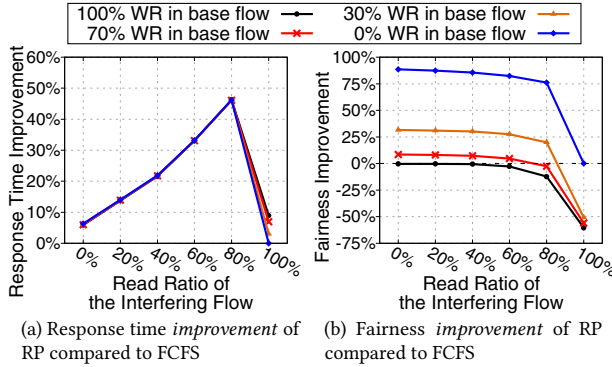 100% WR in base flow
30% WR in base flow
70% WR in base flow
0% WR in base flow
Response Time Improvement
60%
50%
40%
30%
20%
10%
0%
0%
20%
40%
60%
80%
100%
Read Ratio of
the Interfering Flow
(a) Response time improvement of
RP compared to FCFS
Fairness Improvement
100%
75%
50%
25%
0%
-25%
-50%
-75%
0%
20%
40%
60%
80%
100%
Read Ratio of
the Interfering Flow
(b) Fairness improvement of RP
compared to FCFS